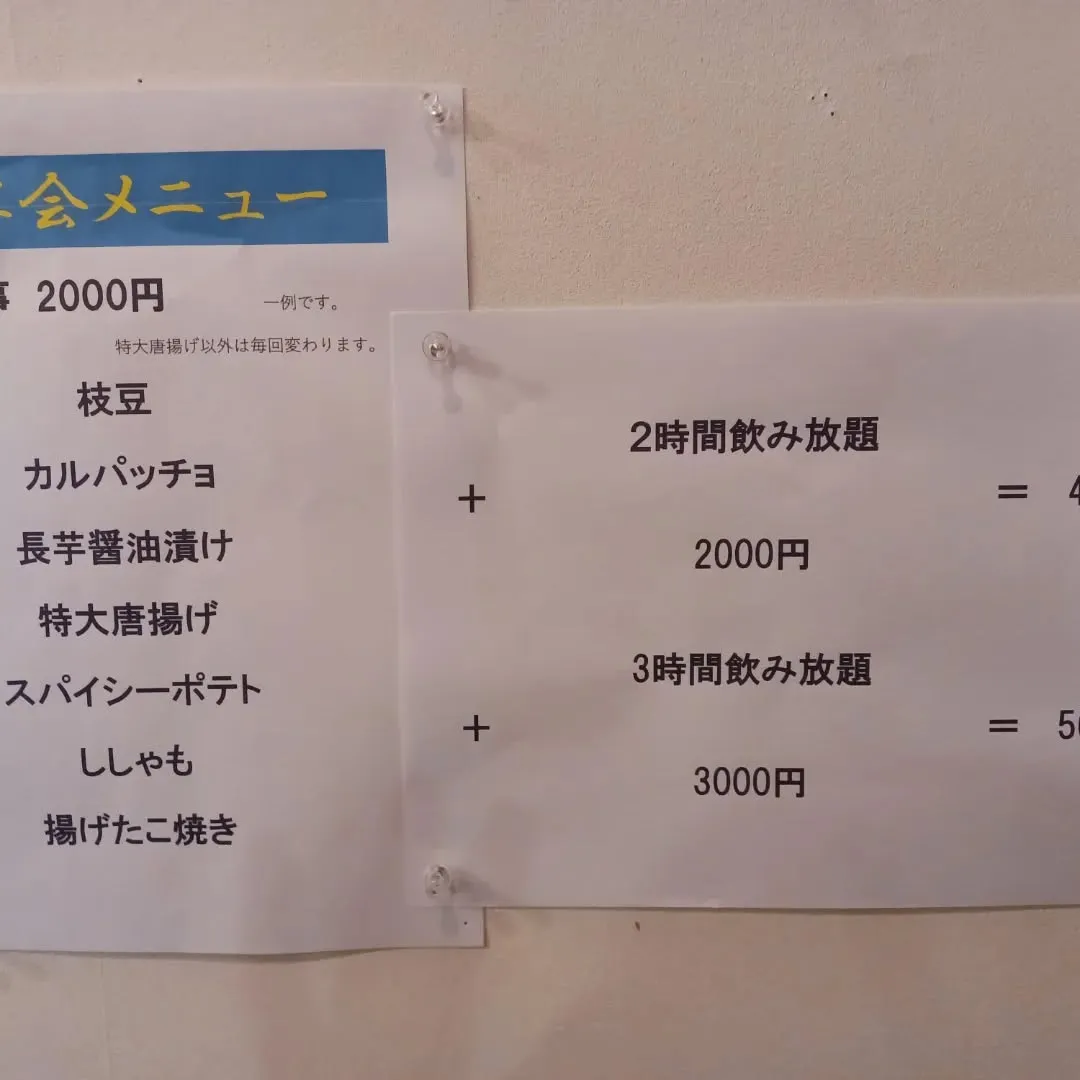 会メニュー
2000円
一例です。
特大唐揚げ以外は毎回変わります。
枝豆
カルパッチョ
長芋醤油漬け
特大唐揚げ
スパイシーポテト
ししゃも
揚げたこ焼き
2時間飲み放題
+ = 4
2000円
3時間飲み放題
+ = 5
3000円